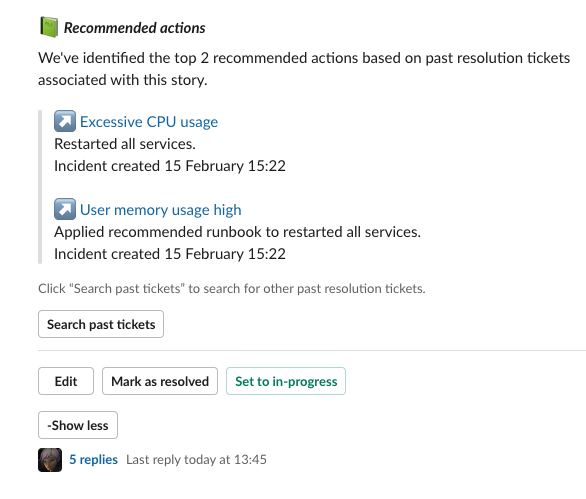 Recommended actions
We've identified the top 2 recommended actions based on past resolution tickets
associated with this story.
Excessive CPU usage
Restarted all services.
Incident created 15 February 15:22
User memory usage high
Applied recommended runbook to restarted all services.
Incident created 15 February 15:22
Click “Search past tickets” to search for other past resolution tickets.
Search past tickets
Edit Mark as resolved Set to in-progress
-Show less
5 replies Last reply today at 13:45